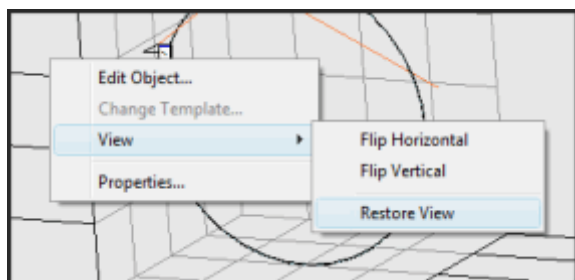 Edit Object...
Change Template...
View
Properties...
Flip Horizontal
Flip Vertical
Restore View